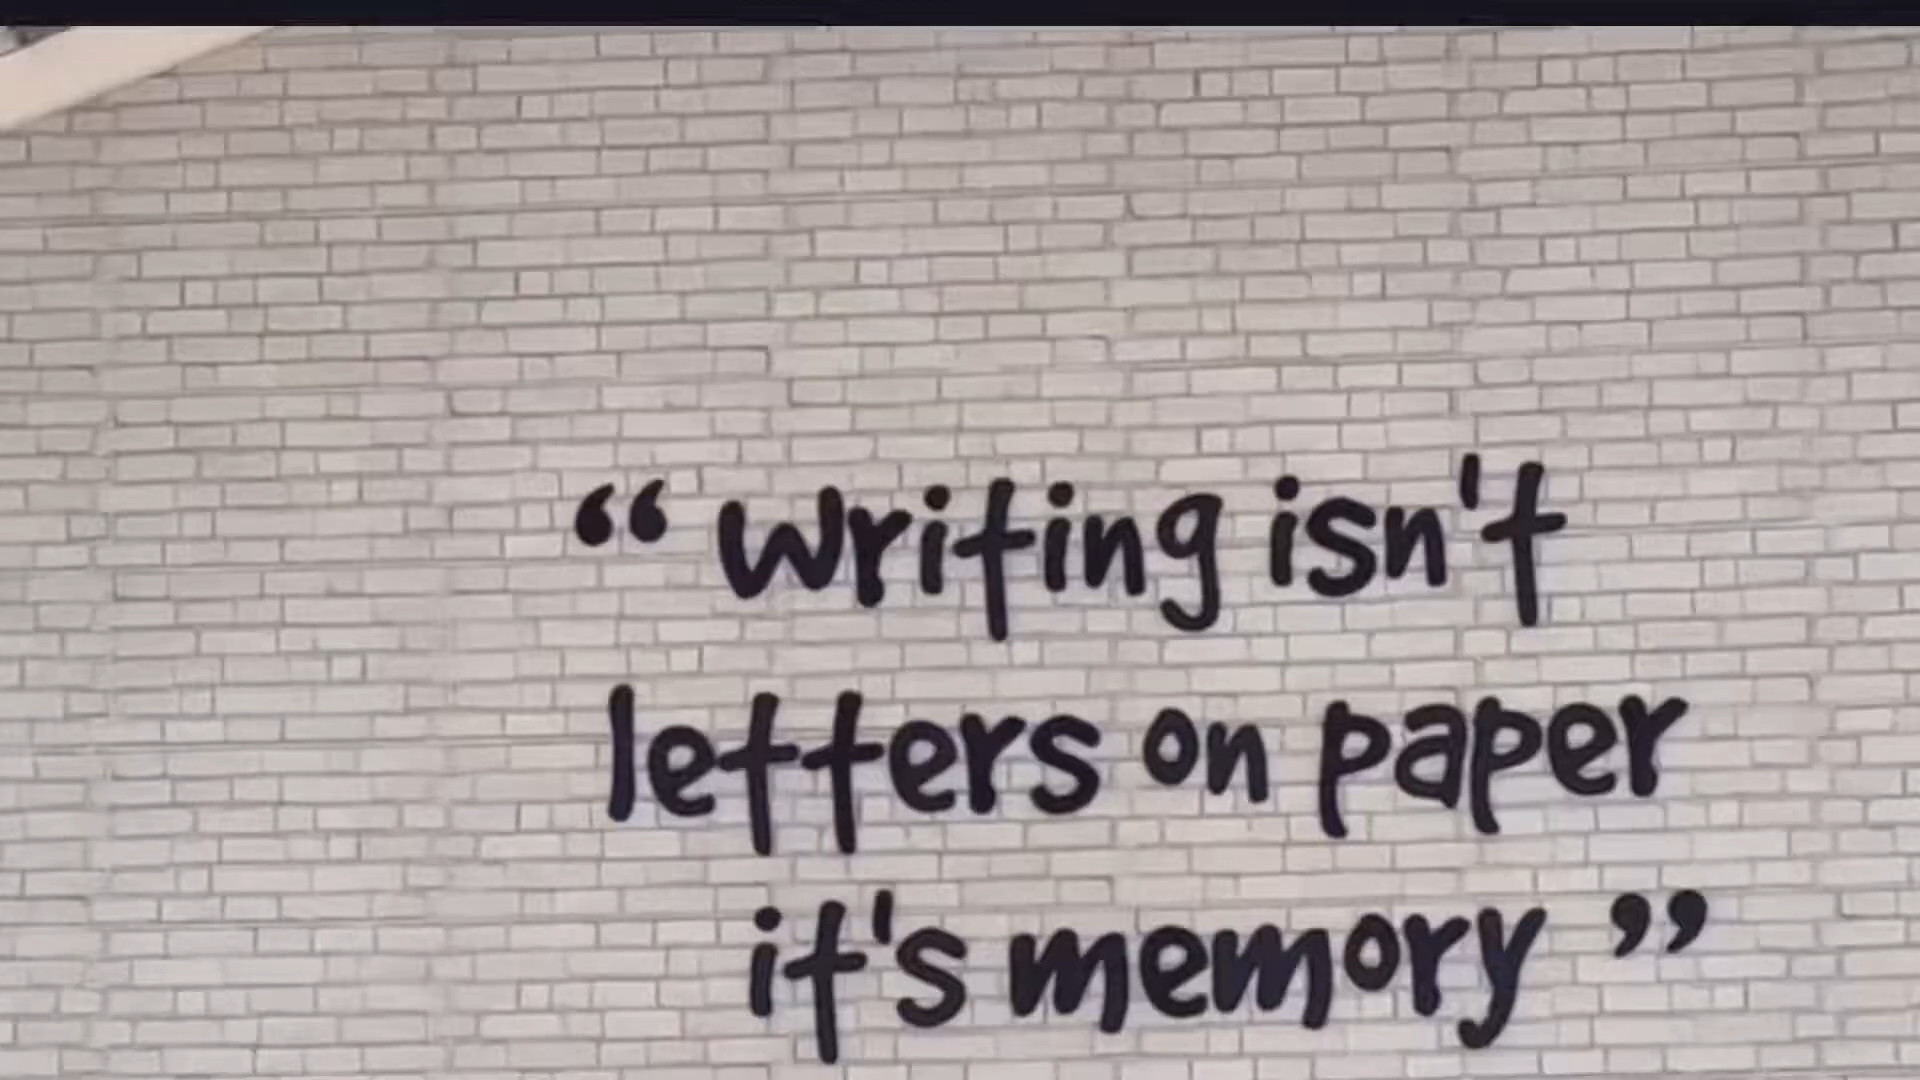 “ writing isn't
letters on paper
it's memory ”